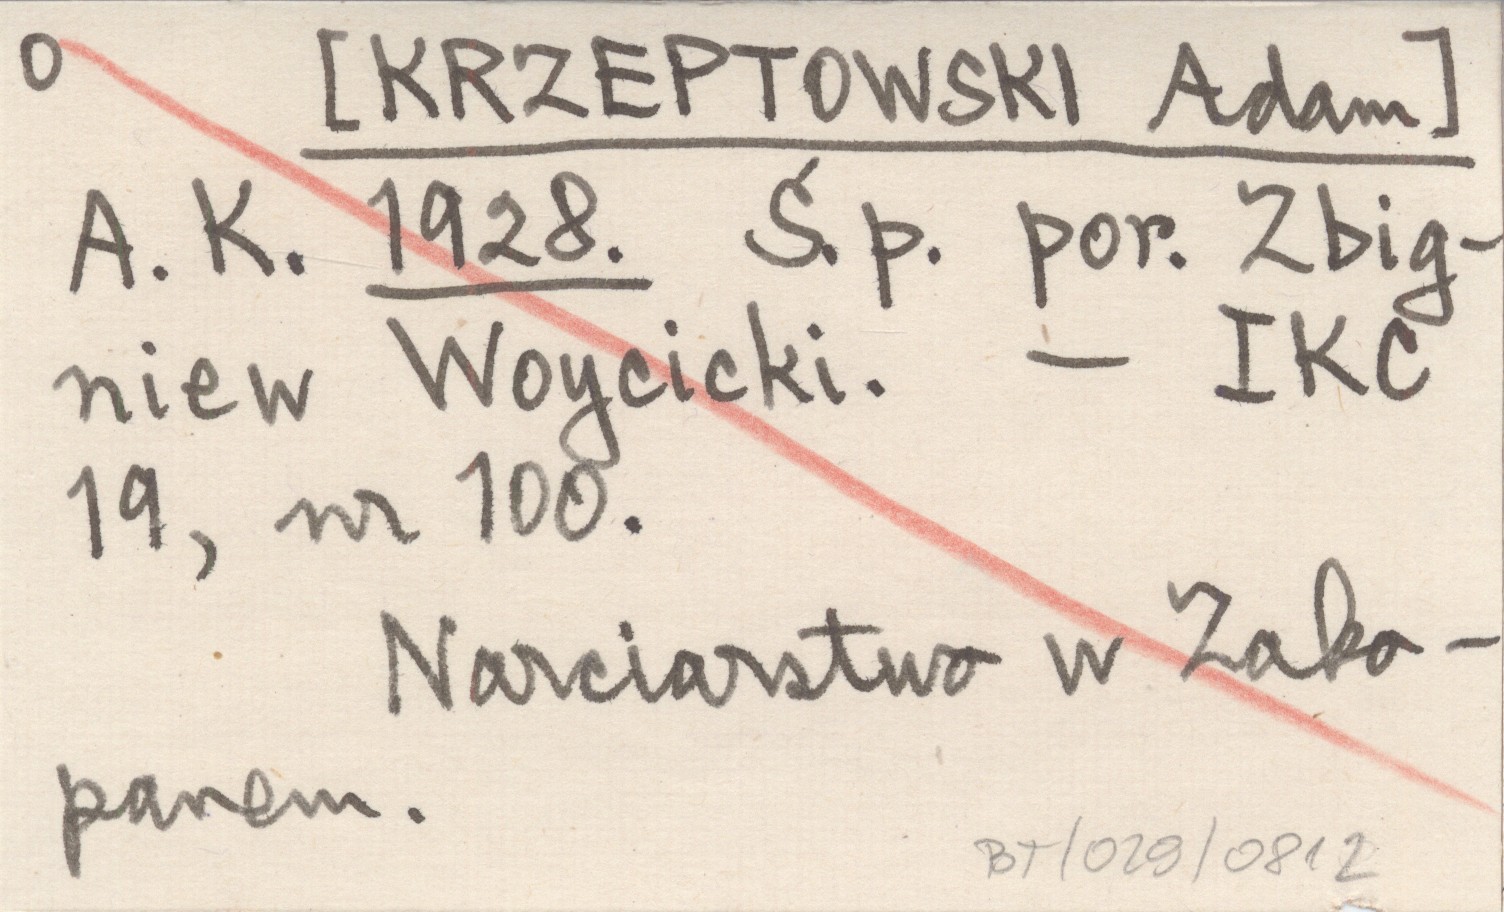 o [KRZEPTOWSKI Adam]
A. K. 1928. Ś. p. por. Zbig-
niew Woycicki. — IKC
19, nr 100.
Narciarstwo w Zako-
panem.
BT/029/0812